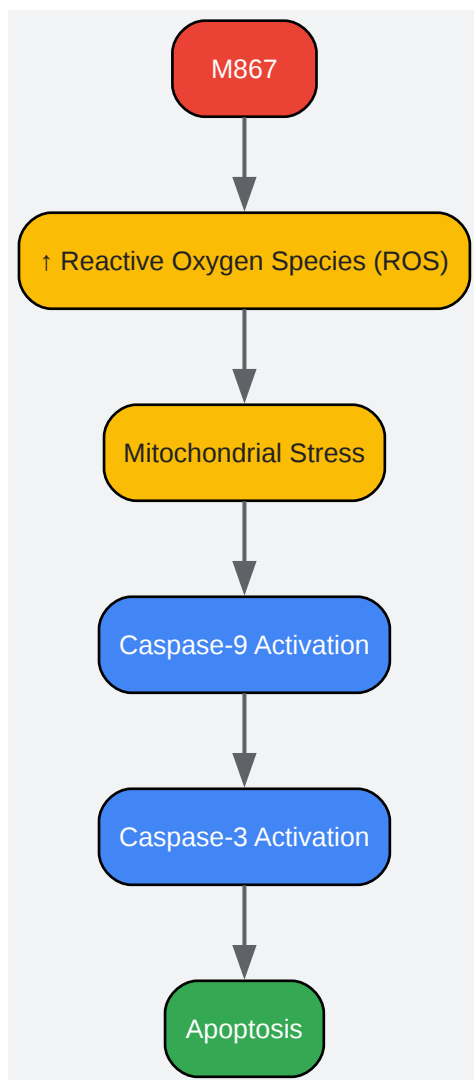 M867
↑ Reactive Oxygen Species (ROS)
Mitochondrial Stress
Caspase-9 Activation
Caspase-3 Activation
Apoptosis